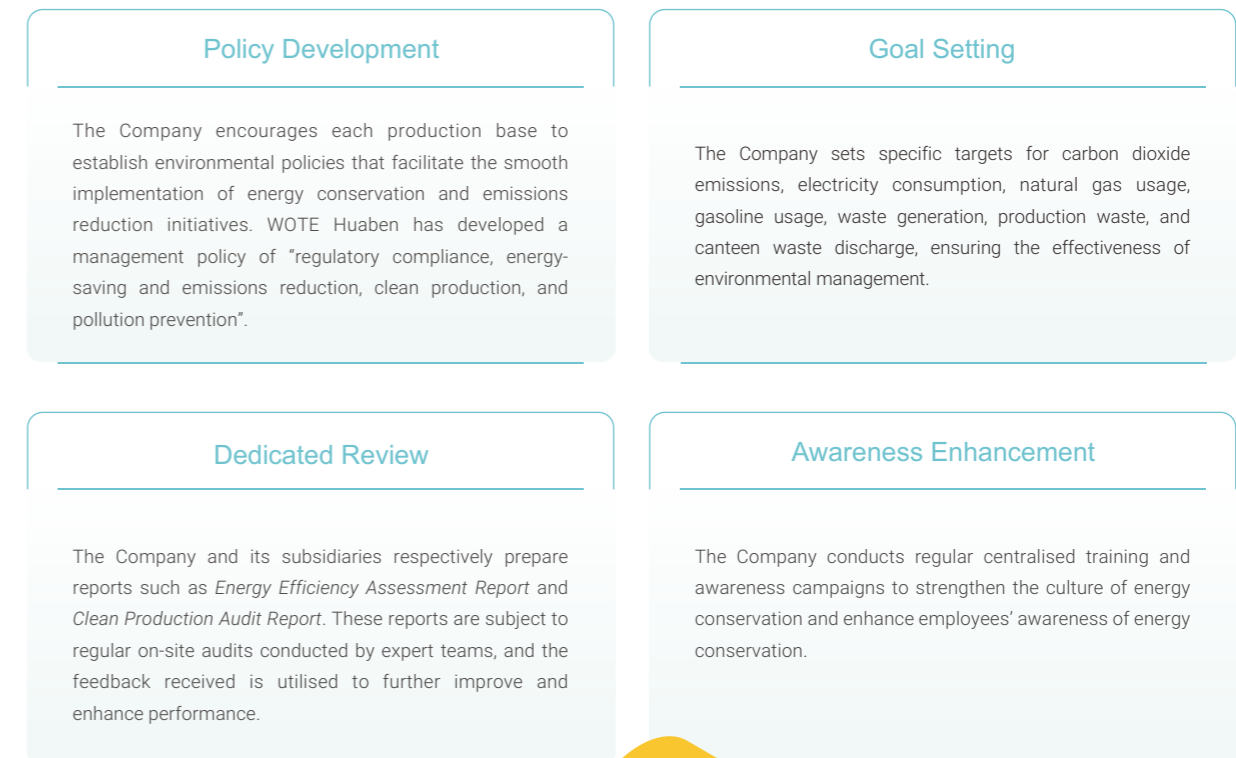 Policy Development
The Company encourages each production base to
establish environmental policies that facilitate the smooth
implementation of energy conservation and emissions
reduction initiatives. WOTE Huaben has developed a
management policy of “regulatory compliance, energy-
saving and emissions reduction, clean production, and
pollution prevention”.
Goal Setting
The Company sets specific targets for carbon dioxide
emissions, electricity consumption, natural gas usage,
gasoline usage, waste generation, production waste, and
canteen waste discharge, ensuring the effectiveness of
environmental management.
Dedicated Review
The Company and its subsidiaries respectively prepare
reports such as Energy Efficiency Assessment Report and
Clean Production Audit Report. These reports are subject to
regular on-site audits conducted by expert teams, and the
feedback received is utilised to further improve and
enhance performance.
Awareness Enhancement
The Company conducts regular centralised training and
awareness campaigns to strengthen the culture of energy
conservation and enhance employees’ awareness of energy
conservation.